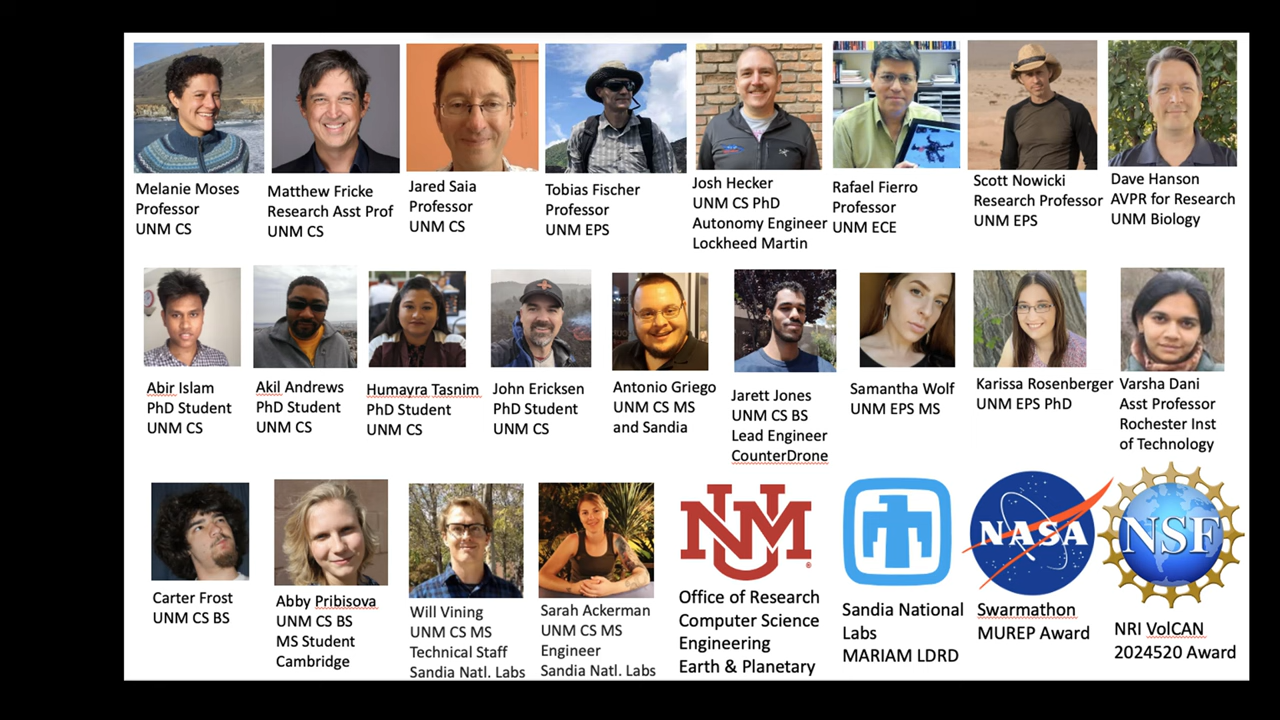 Melanie Moses
Professor
UNM CS
Matthew Fricke
Research Asst Prof
UNM CS
Jared Saia
Professor
UNM CS
Tobias Fischer
Professor
UNM EPS
Josh Hecker
UNM CS PhD
Autonomy Engineer
Lockheed Martin
Rafael Fierro
Professor
UNM ECE
Scott Nowicki
Research Professor
UNM EPS
Dave Hanson
AVPR for Research
UNM Biology
Abir Islam
PhD Student
UNM CS
Akil Andrews
PhD Student
UNM CS
Humayra Tasnim
PhD Student
UNM CS
John Ericksen
PhD Student
UNM CS
Antonio Griego
UNM CS MS
and Sandia
Jarett Jones
UNM CS BS
Lead Engineer
CounterDrone
Samantha Wolf
UNM EPS MS
Karissa Rosenberger
UNM EPS PhD
Varsha Dani
Asst Professor
Rochester Inst
of Technology
Carter Frost
UNM CS BS
Abby Pribisova
UNM CS BS
MS Student
Cambridge
Will Vining
UNM CS MS
Technical Staff
Sandia Natl. Labs
Sarah Ackerman
UNM CS MS
Engineer
Sandia Natl. Labs
UNM®
Office of Research
Computer Science
Engineering
Earth & Planetary
Sandia National
Labs
MARIAM LDRD
NASA
Swarmathon
MUREP Award
NSF
NRI VolCAN
2024520 Award